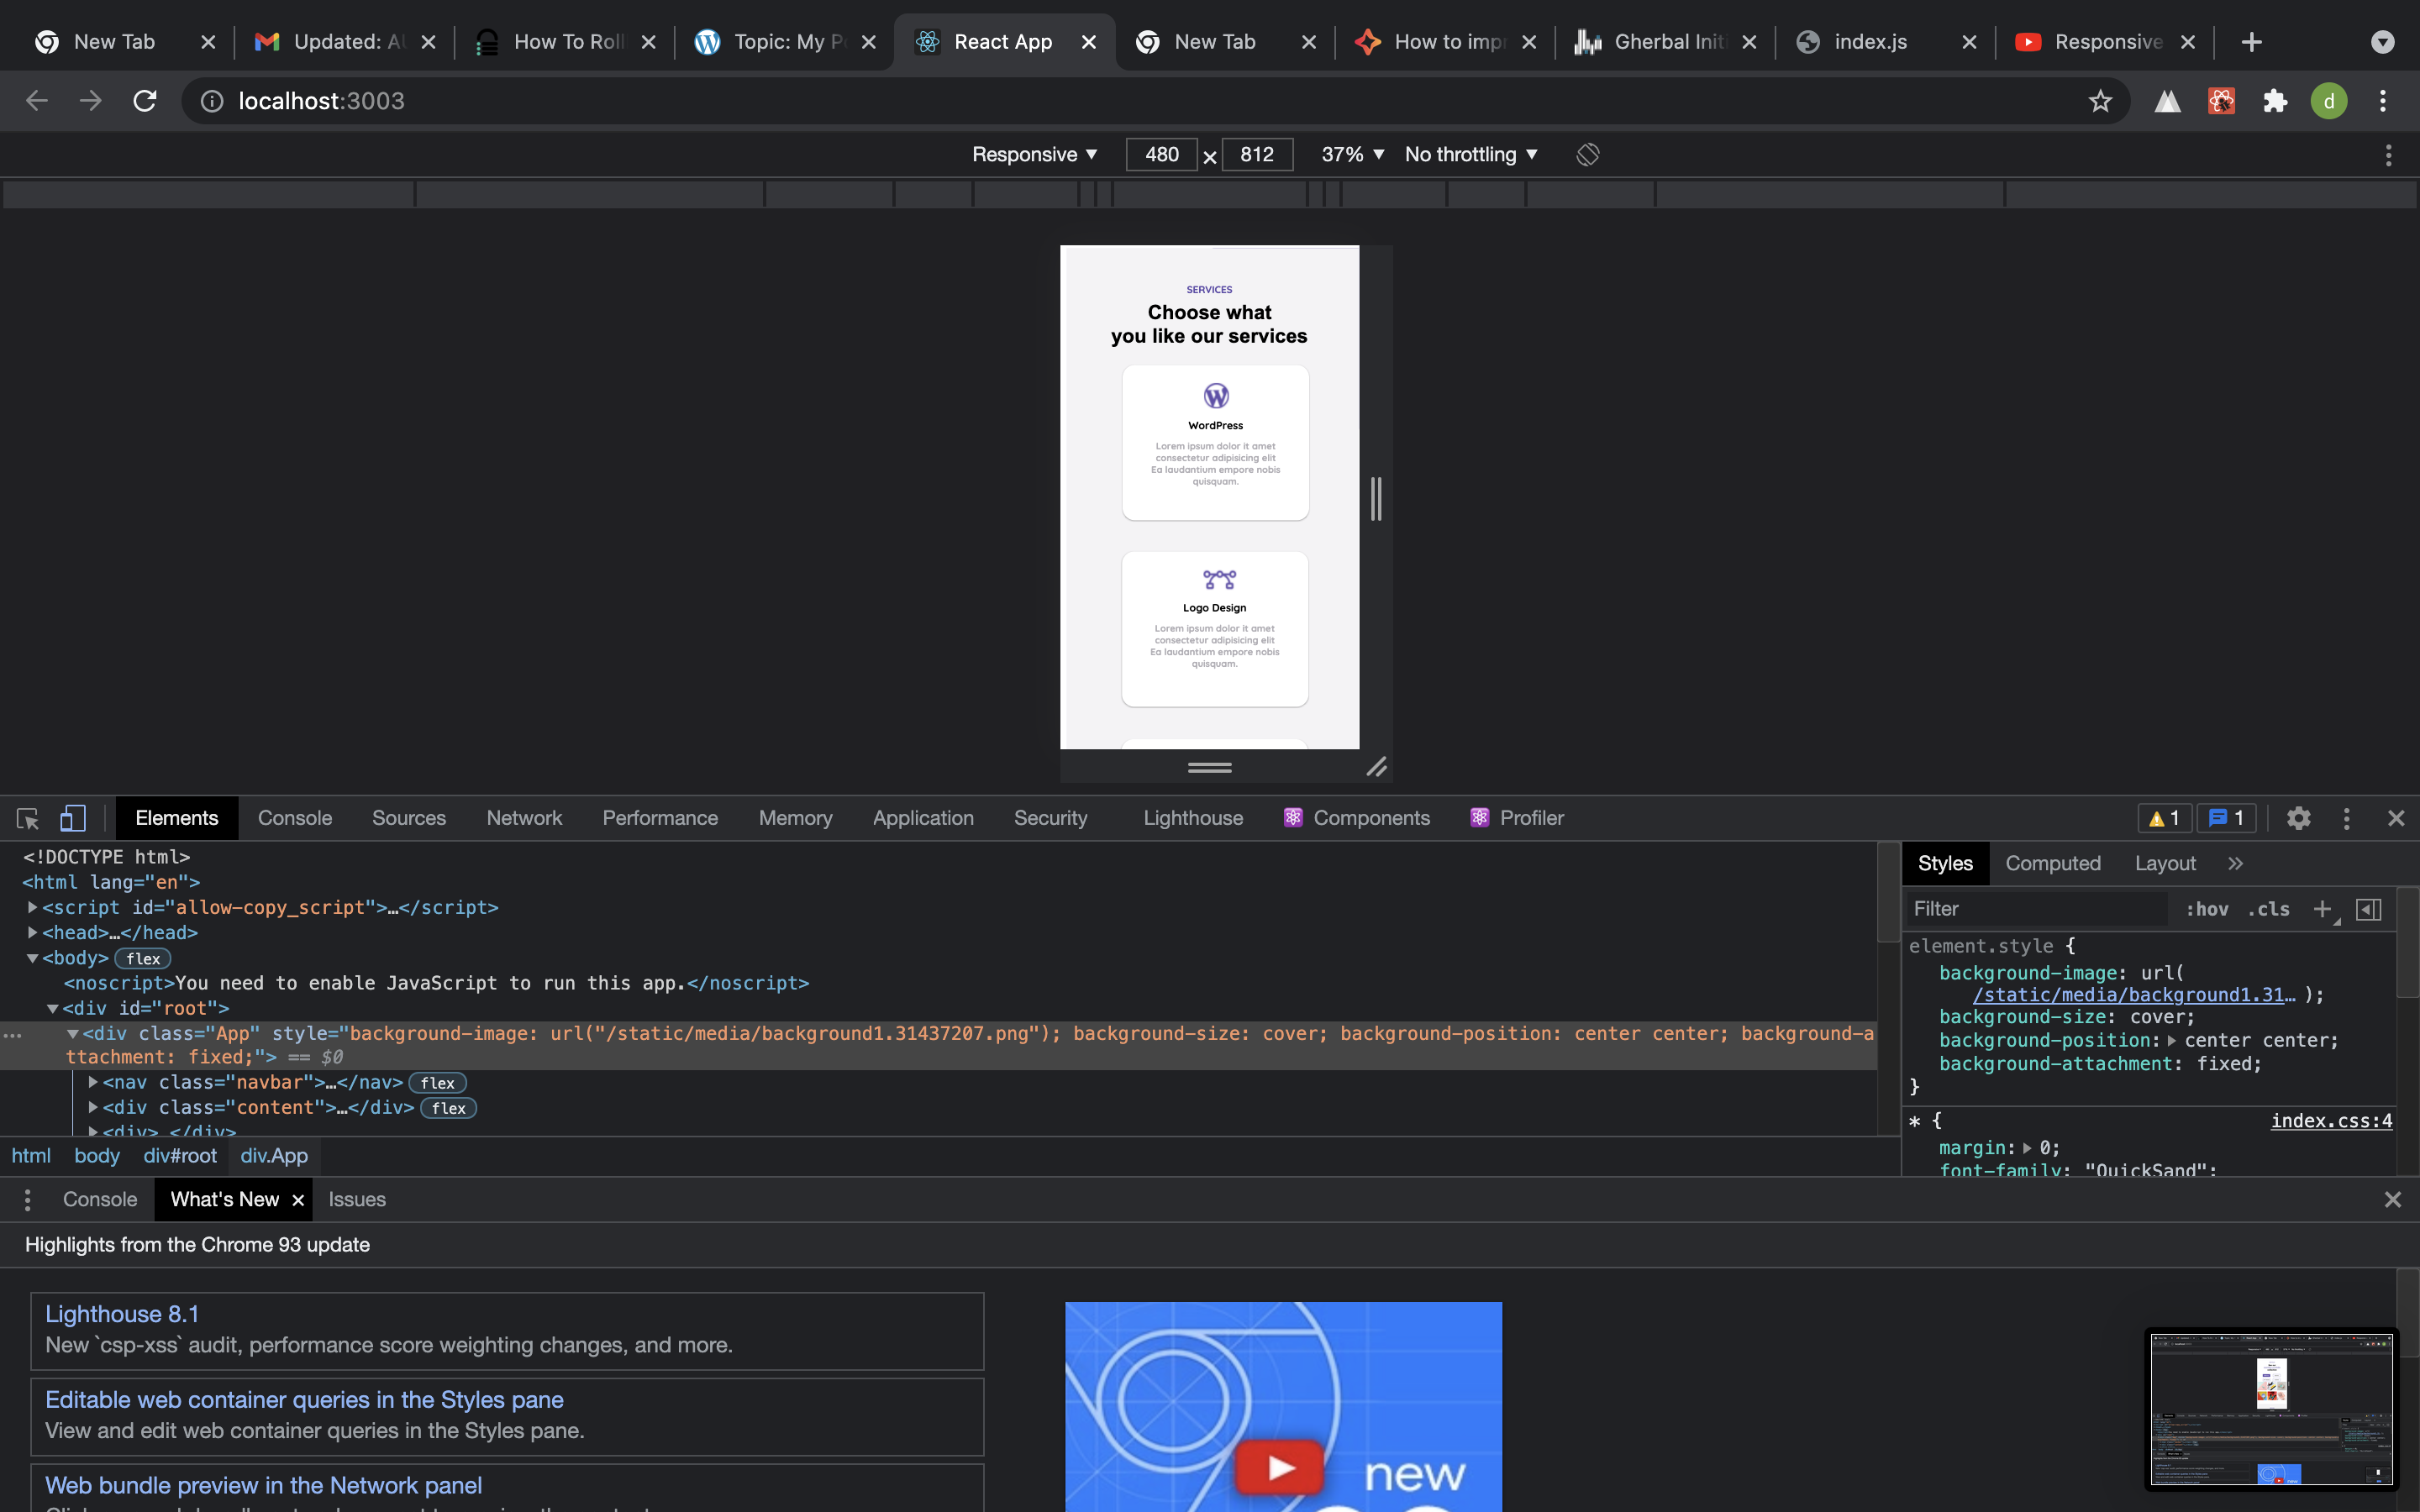 New Tab
Updated: A
How To Roll
Topic: My P
React App
New Tab
How to imp
Gherbal Initi
index.js
Responsive
localhost:3003
d
Responsive ▼ 480 × 812 37% ▼ No throttling ▼
SERVICES
Choose what
you like our services
WordPress
Lorem ipsum dolor it amet
consectetur adipisicing elit
Ea laudantium empore nobis
quisquam.
Logo Design
Lorem ipsum dolor it amet
consectetur adipisicing elit
Ea laudantium empore nobis
quisquam.
Elements Console Sources Network Performance Memory Application Security Lighthouse Components Profiler 1 1
<!DOCTYPE html>
<html lang="en">
<script id="allow-copy_script">…</script>
<head>…</head>
<body> flex
<noscript>You need to enable JavaScript to run this app.</noscript>
<div id="root">
<div class="App" style="background-image: url("/static/media/background1.31437207.png"); background-size: cover; background-position: center center; background-a
ttachment: fixed;"> == $0
<nav class="navbar">…</nav> flex
<div class="content">…</div> flex
<div> </div>
html body div#root div.App
Styles Computed Layout »
Filter :hov .cls +
element.style {
background-image: url(
/static/media/background1.31… );
background-size: cover;
background-position: center center;
background-attachment: fixed;
}
* { index.css:4
margin: 0;
font-family: "QuickSand";
Console What's New × Issues
Highlights from the Chrome 93 update
Lighthouse 8.1
New `csp-xss` audit, performance score weighting changes, and more.
Editable web container queries in the Styles pane
View and edit web container queries in the Styles pane.
Web bundle preview in the Network panel
new